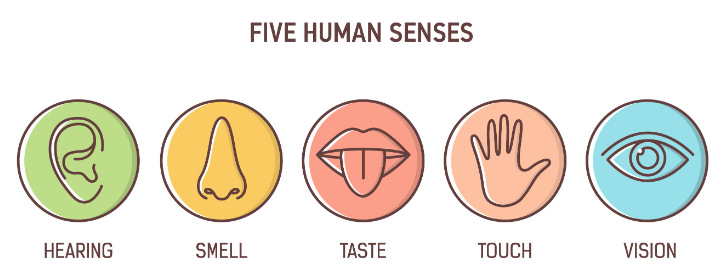 FIVE HUMAN SENSES
HEARING SMELL TASTE TOUCH VISION